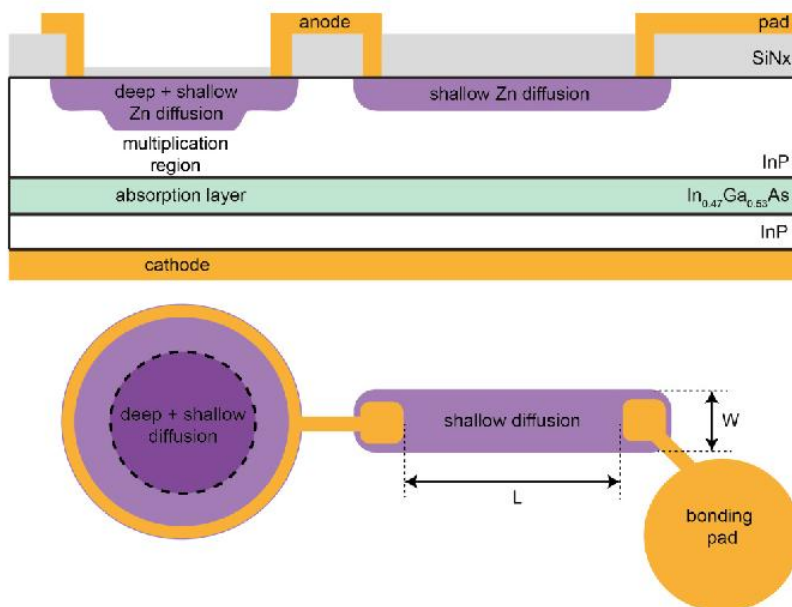 anode
pad
SiNx
deep + shallow
Zn diffusion
shallow Zn diffusion
multiplication
region
InP
absorption layer
In0.47Ga0.53As
InP
cathode
deep + shallow
diffusion
shallow diffusion
W
L
bonding
pad